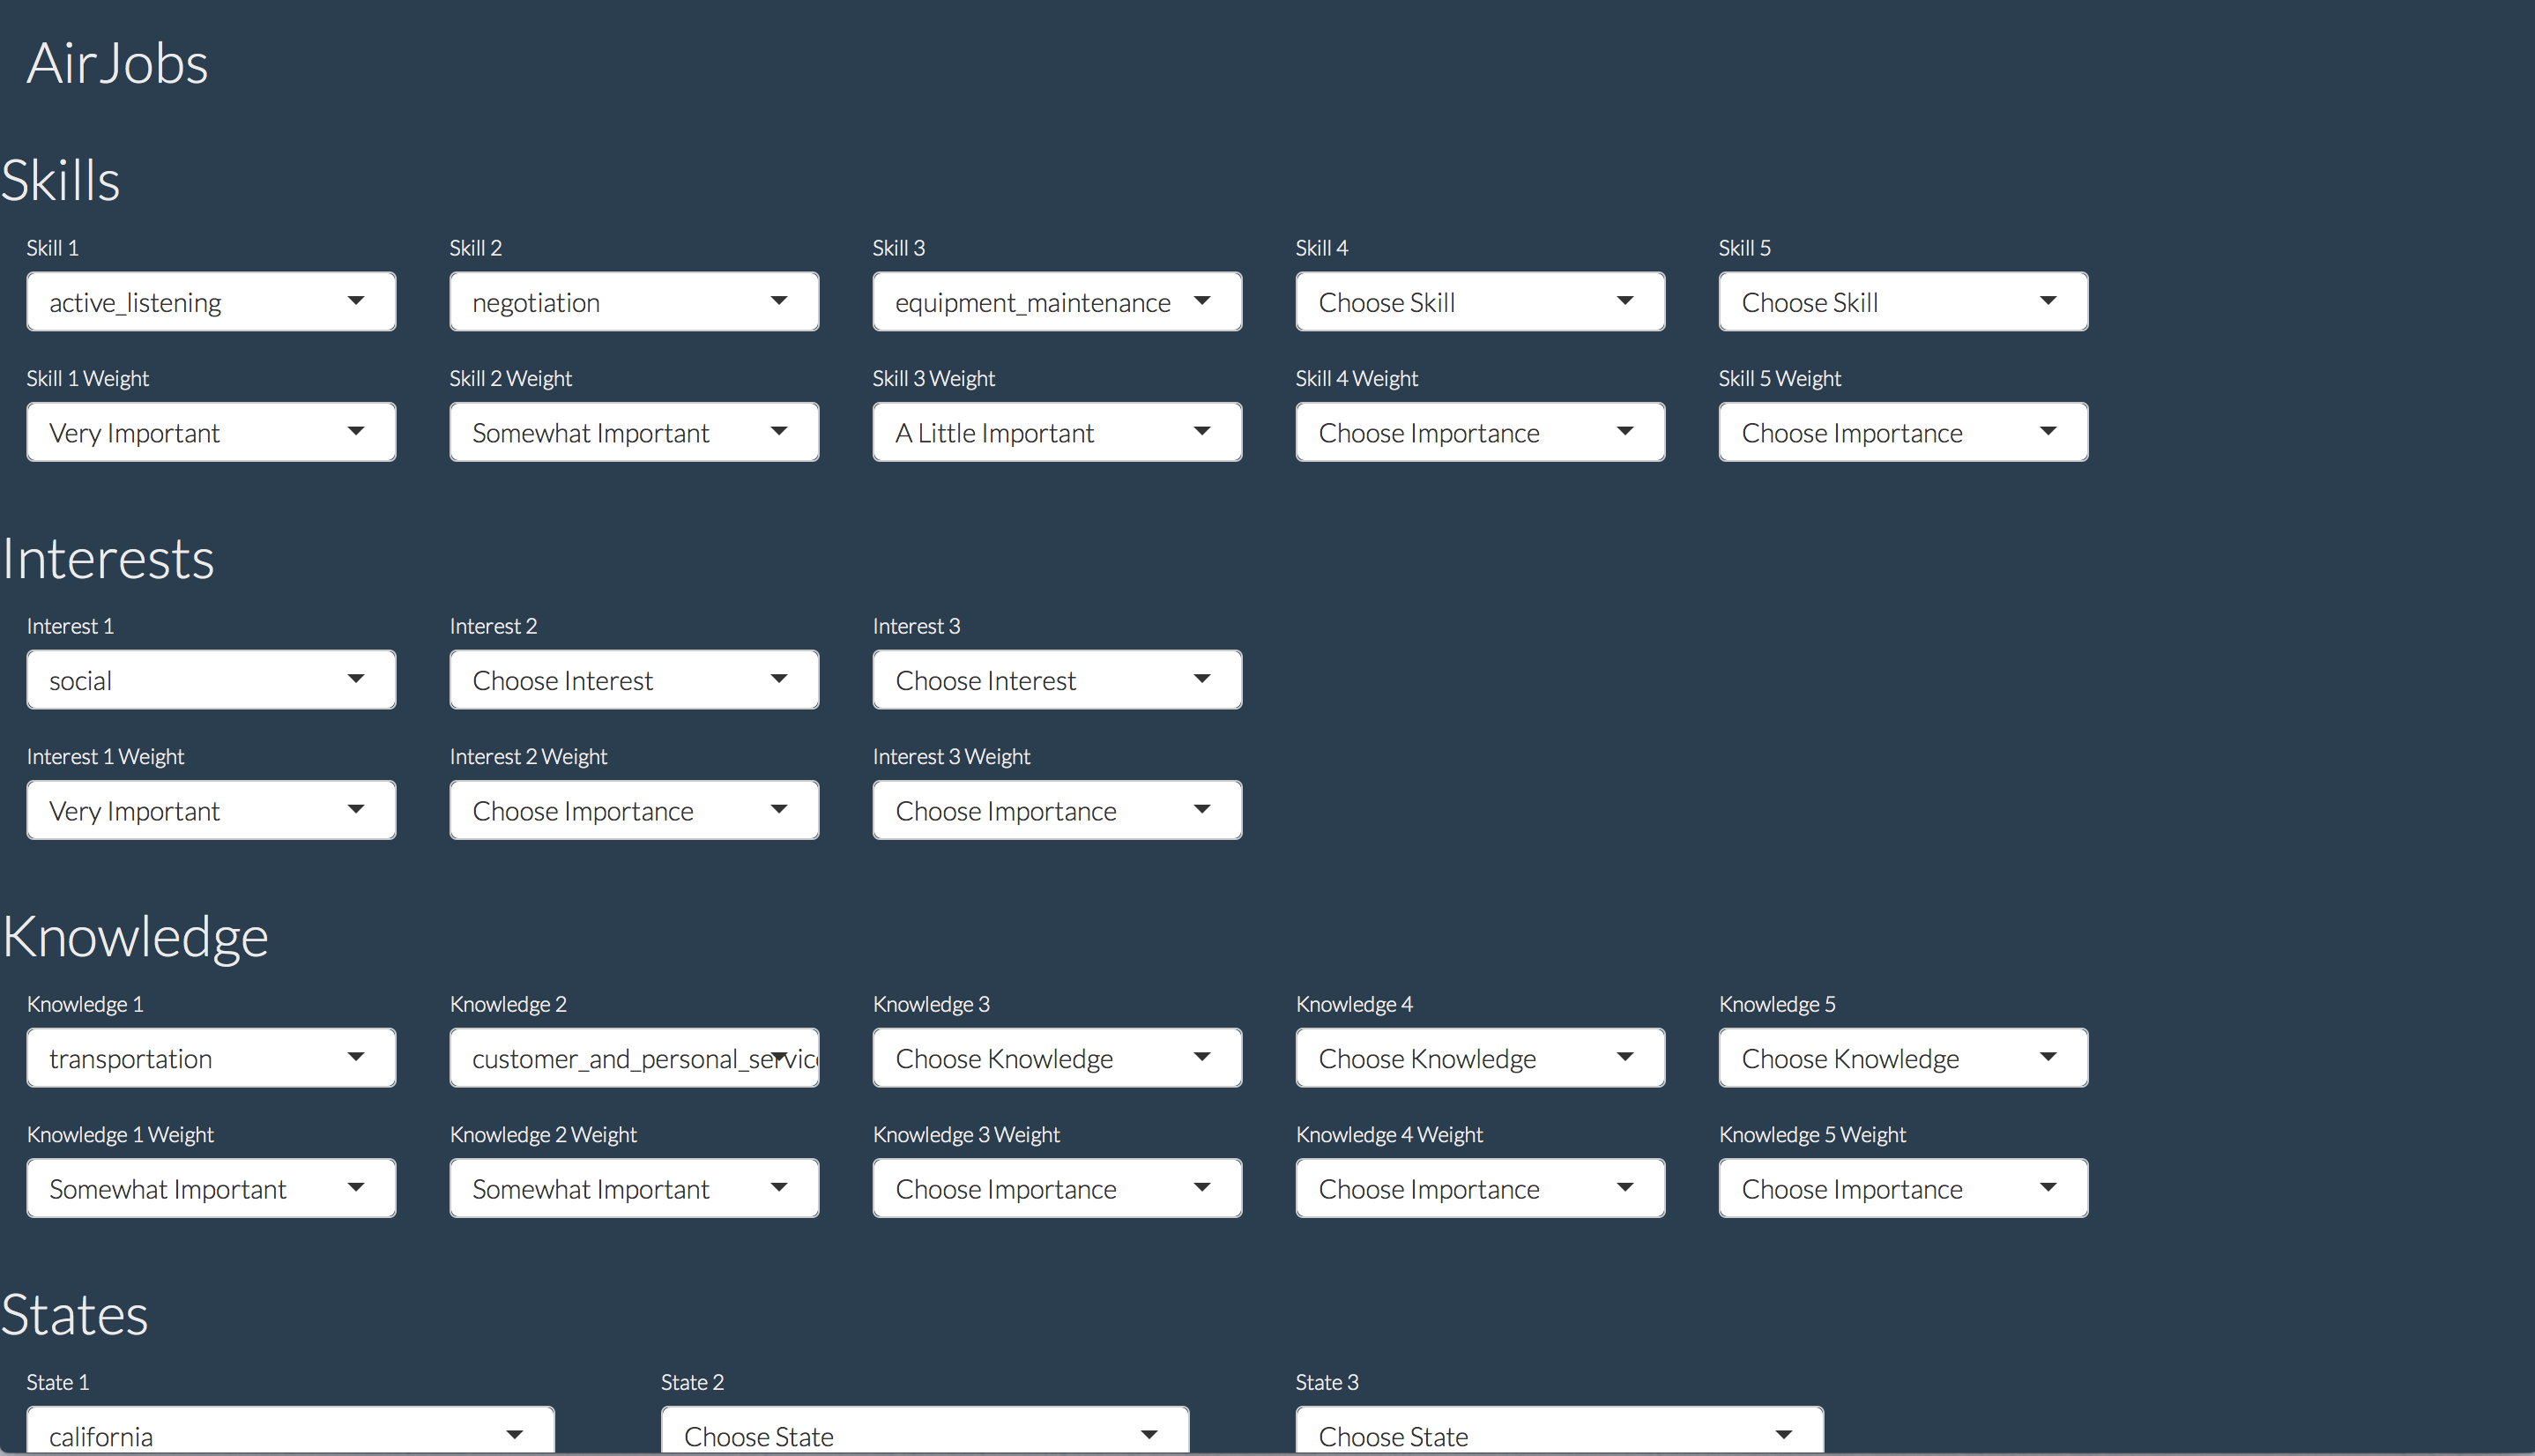 AirJobs
Skills
Skill 1 Skill 2 Skill 3 Skill 4 Skill 5
active_listening negotiation equipment_maintenance Choose Skill Choose Skill
Skill 1 Weight Skill 2 Weight Skill 3 Weight Skill 4 Weight Skill 5 Weight
Very Important Somewhat Important A Little Important Choose Importance Choose Importance
Interests
Interest 1 Interest 2 Interest 3
social Choose Interest Choose Interest
Interest 1 Weight Interest 2 Weight Interest 3 Weight
Very Important Choose Importance Choose Importance
Knowledge
Knowledge 1 Knowledge 2 Knowledge 3 Knowledge 4 Knowledge 5
transportation customer_and_personal_servic Choose Knowledge Choose Knowledge Choose Knowledge
Knowledge 1 Weight Knowledge 2 Weight Knowledge 3 Weight Knowledge 4 Weight Knowledge 5 Weight
Somewhat Important Somewhat Important Choose Importance Choose Importance Choose Importance
States
State 1 State 2 State 3
california Choose State Choose State